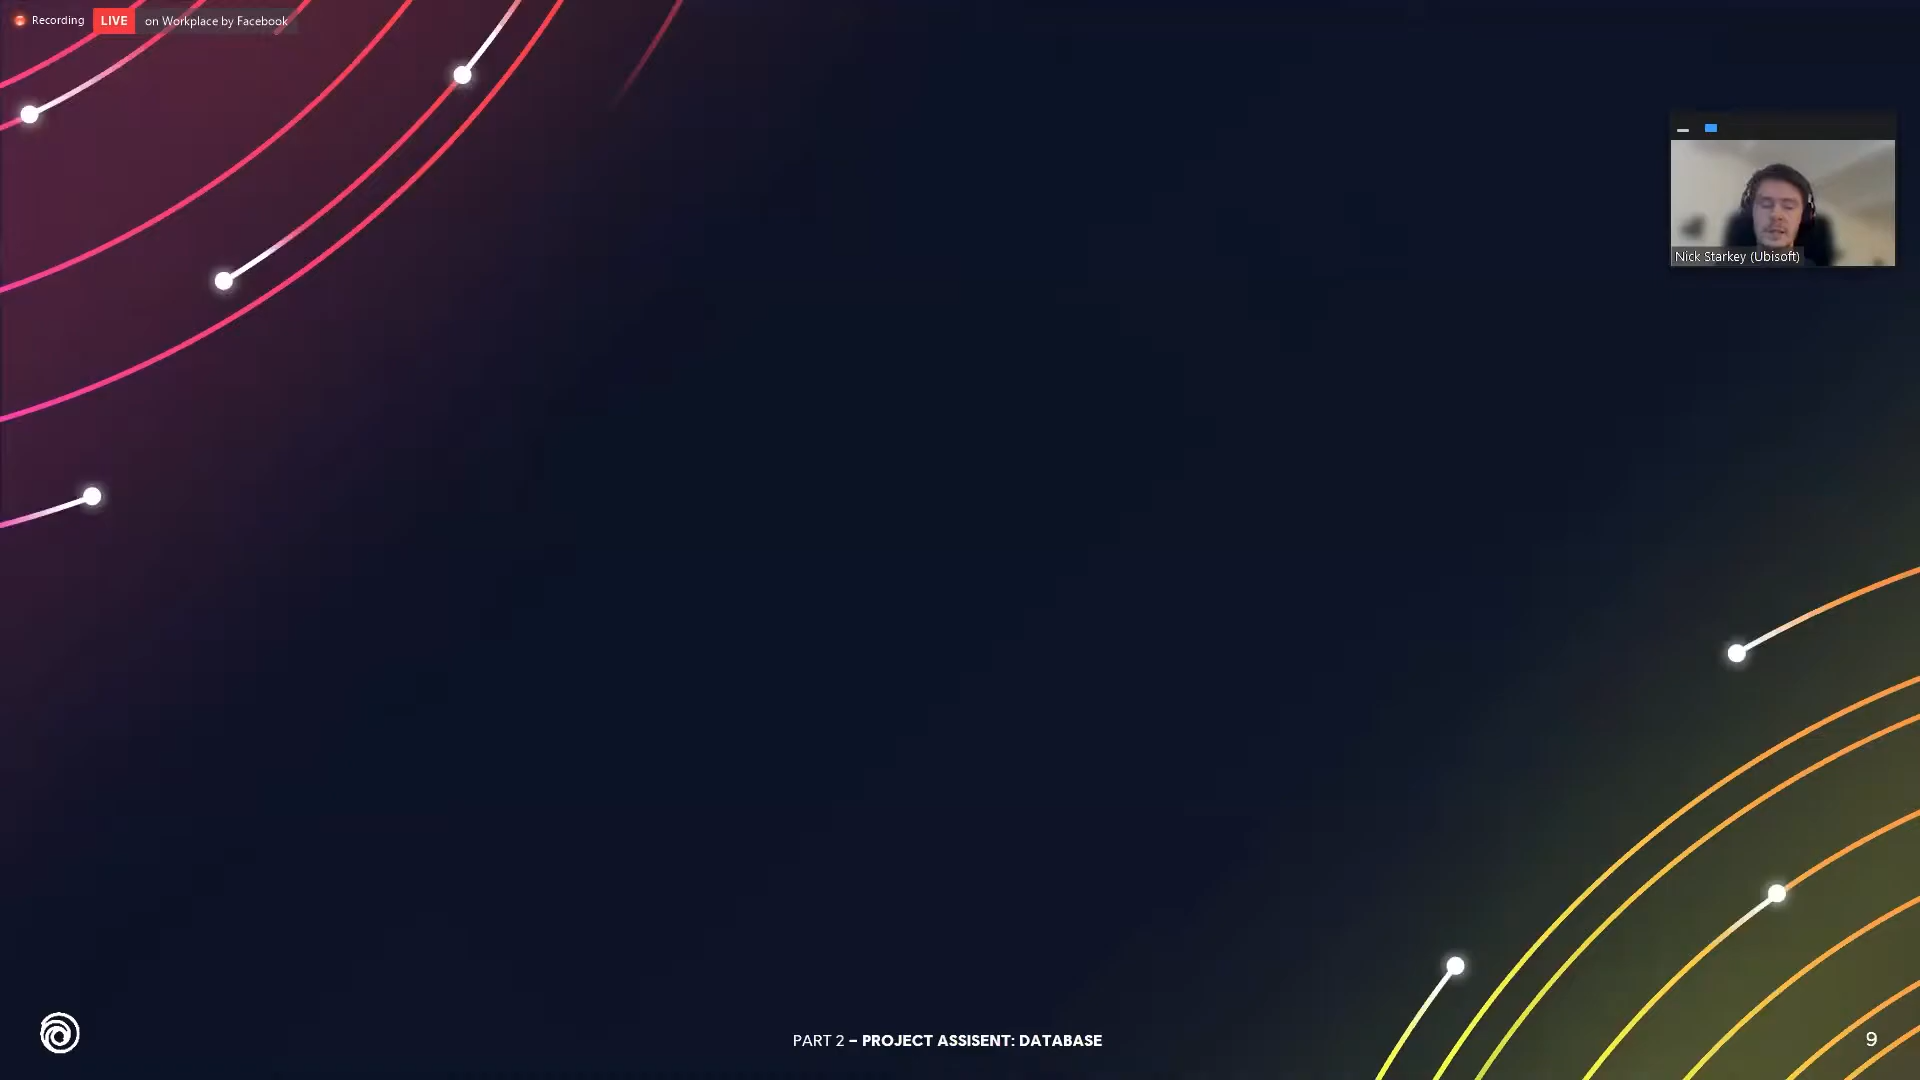 Recording LIVE on Workplace by Facebook
Nick Starkey (Ubisoft)
PART 2 – PROJECT ASSISENT: DATABASE
9